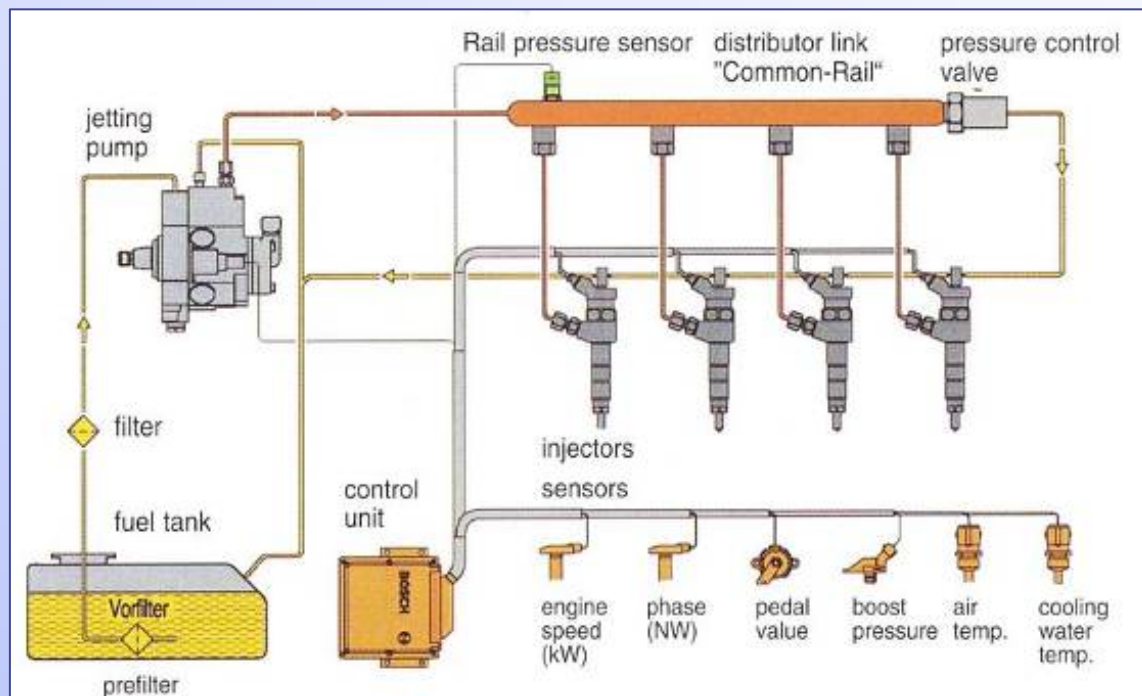 Rail pressure sensor
distributor link
"Common-Rail"
pressure control
valve
jetting
pump
filter
fuel tank
Vorfilter
prefilter
control
unit
BOSCH
injectors
sensors
engine
speed
(kW)
phase
(NW)
pedal
value
boost
pressure
air
temp.
cooling
water
temp.